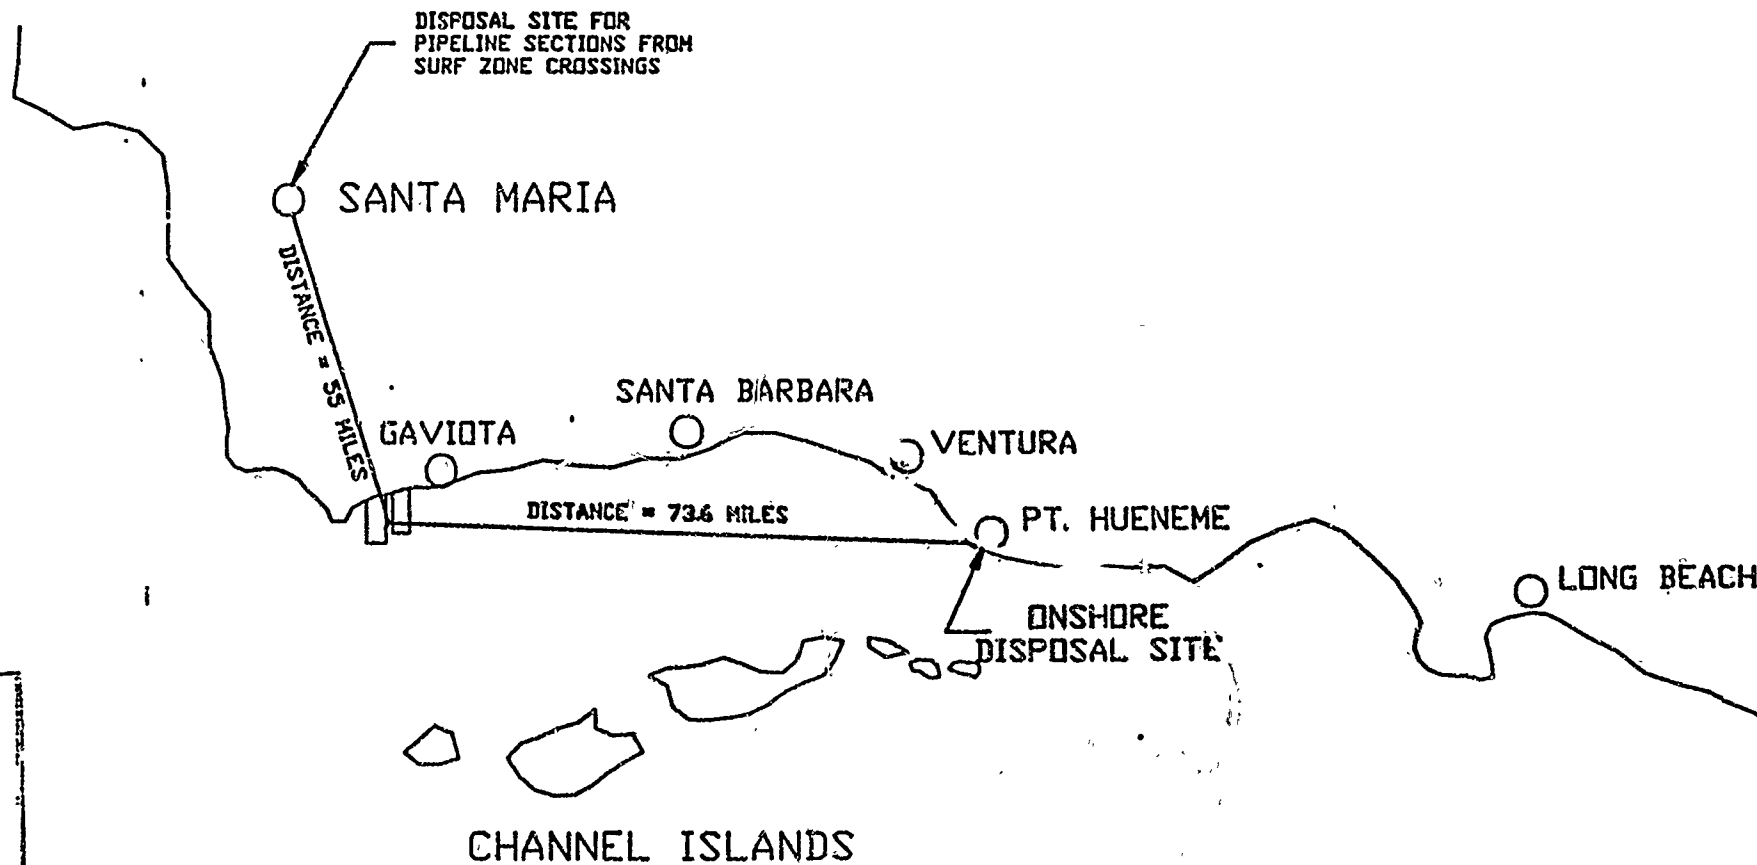 DISPOSAL SITE FOR
PIPELINE SECTIONS FROM
SURF ZONE CROSSINGS
SANTA MARIA
DISTANCE = 55 MILES
SANTA BARBARA
GAVIOTA
VENTURA
DISTANCE = 73.6 MILES
PT. HUENEME
LONG BEACH
ONSHORE
DISPOSAL SITE
CHANNEL ISLANDS